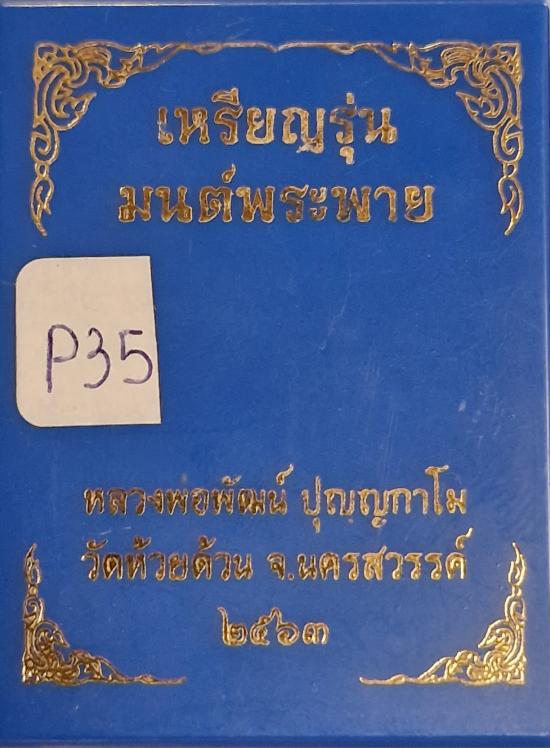 เหรียญรุ่น
มนต์พระพาย
P35
หลวงพ่อพัฒน์ ปุญฺญกาโม
วัดห้วยด้วน จ.นครสวรรค์
๒๕๖๓